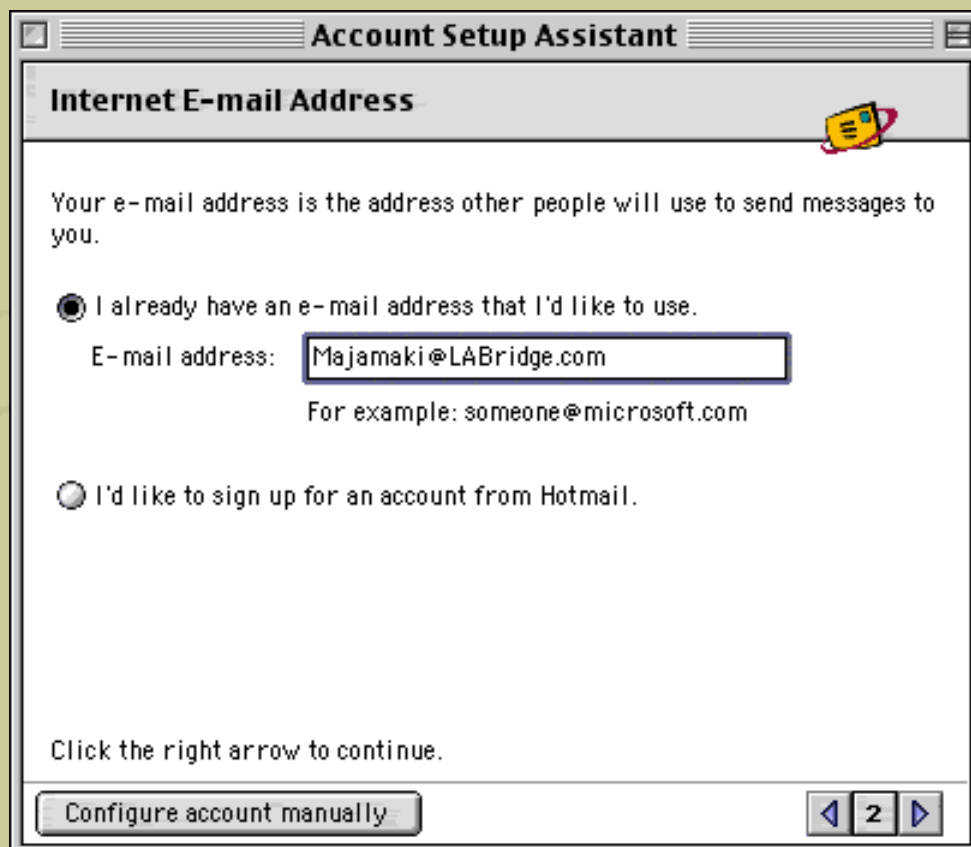 Account Setup Assistant
Internet E-mail Address
Your e-mail address is the address other people will use to send messages to
you.
I already have an e-mail address that I'd like to use.
E-mail address: Majamaki@LABridge.com
For example: someone@microsoft.com
I'd like to sign up for an account from Hotmail.
Click the right arrow to continue.
Configure account manually 2